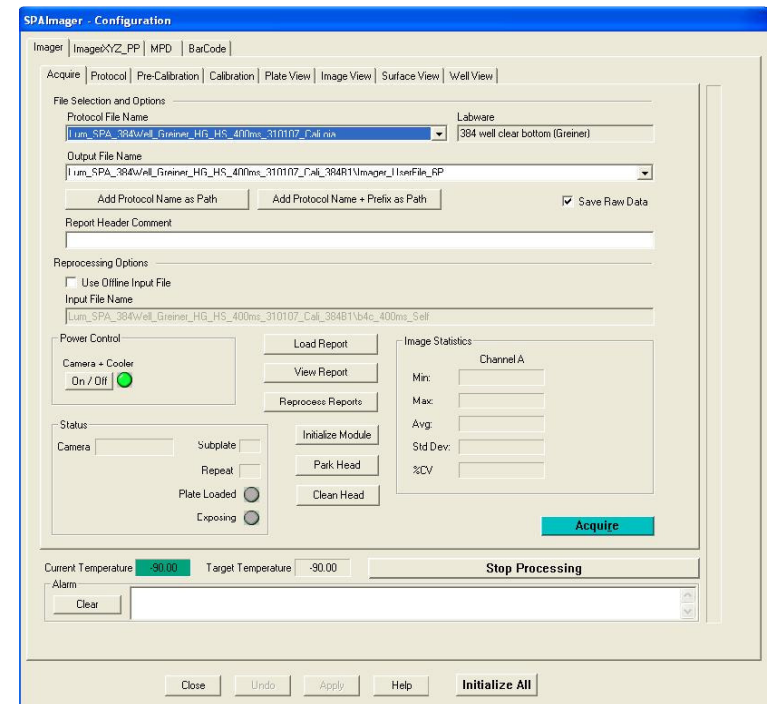 SPAImager - Configuration
Imager ImagerXYZ_PP MPD BarCode
Acquire Protocol Pre-Calibration Calibration Plate View Image View Surface View Well View
File Selection and Options
Protocol File Name
Labware
Lum_SPA_384Well_Greiner_HG_HS_400ms_310107_Cali.oia
384 well clear bottom (Greiner)
Output File Name
Lum_SPA_384Well_Greiner_HG_HS_400ms_310107_Cali_384B1\Imager_UserFile_6P
Add Protocol Name as Path
Add Protocol Name + Prefix as Path
Save Raw Data
Report Header Comment
Reprocessing Options
Use Offline Input File
Input File Name
Lum_SPA_384Well_Greiner_HG_HS_400ms_310107_Cali_384B1\b4c_400ms_Self
Power Control
Camera + Cooler
On / Off
Load Report
View Report
Reprocess Reports
Image Statistics
Channel A
Min:
Max:
Avg:
Std Dev:
%CV
Status
Camera
Subplate
Repeat
Plate Loaded
Exposing
Initialize Module
Park Head
Clean Head
Acquire
Current Temperature -90.00 Target Temperature -90.00
Stop Processing
Alarm
Clear
Close Undo Apply Help Initialize All